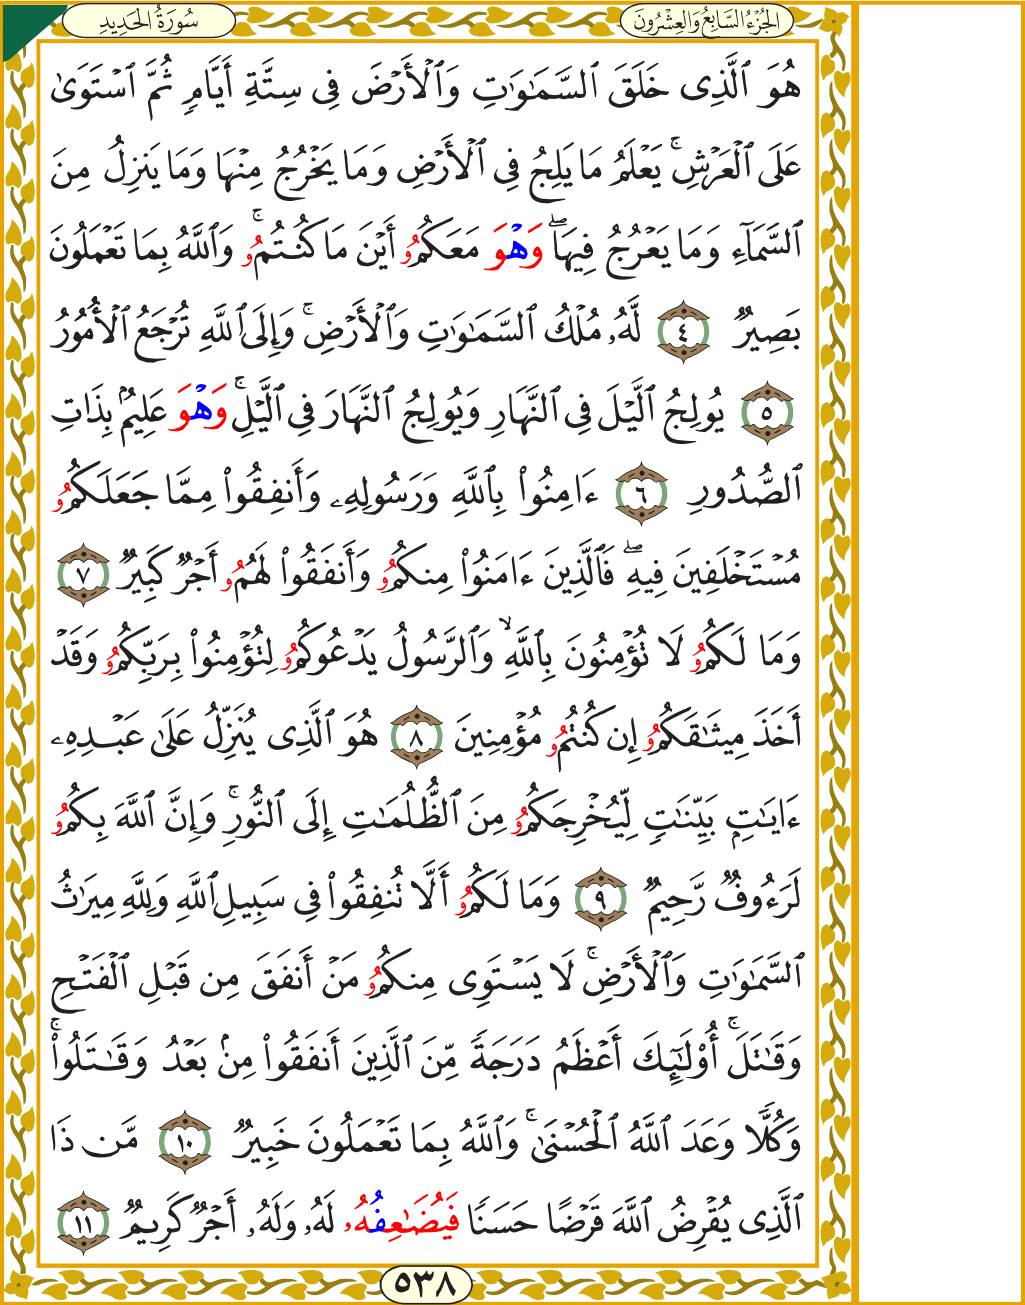 الجُزْءُ السَّابِعُ وَالعِشْرُونَ
سُورَةُ الحَدِيدِ
هُوَ ٱلَّذِى خَلَقَ ٱلسَّمَٰوَٰتِ وَٱلْأَرْضَ فِى سِتَّةِ أَيَّامٍ ثُمَّ ٱسْتَوَىٰ
عَلَى ٱلْعَرْشِ ۚ يَعْلَمُ مَا يَلِجُ فِى ٱلْأَرْضِ وَمَا يَخْرُجُ مِنْهَا وَمَا يَنزِلُ مِنَ
ٱلسَّمَآءِ وَمَا يَعْرُجُ فِيهَا ۖ وَهْوَ مَعَكُمُۥ أَيْنَ مَا كُنتُمُۥ ۚ وَٱللَّهُ بِمَا تَعْمَلُونَ
بَصِيرٌ ٤ لَّهُۥ مُلْكُ ٱلسَّمَٰوَٰتِ وَٱلْأَرْضِ ۚ وَإِلَى ٱللَّهِ تُرْجَعُ ٱلْأُمُورُ
٥ يُولِجُ ٱلَّيْلَ فِى ٱلنَّهَارِ وَيُولِجُ ٱلنَّهَارَ فِى ٱلَّيْلِ ۚ وَهْوَ عَلِيمٌۢ بِذَاتِ
ٱلصُّدُورِ ٦ ءَامِنُوا۟ بِٱللَّهِ وَرَسُولِهِۦ وَأَنفِقُوا۟ مِمَّا جَعَلَكُمُۥ
مُسْتَخْلَفِينَ فِيهِ ۖ فَٱلَّذِينَ ءَامَنُوا۟ مِنكُمُۥ وَأَنفَقُوا۟ لَهُمُۥ أَجْرٌ كَبِيرٌ ٧
وَمَا لَكُمُۥ لَا تُؤْمِنُونَ بِٱللَّهِ ۙ وَٱلرَّسُولُ يَدْعُوكُمُۥ لِتُؤْمِنُوا۟ بِرَبِّكُمُۥ وَقَدْ
أَخَذَ مِيثَٰقَكُمُۥ إِن كُنتُمُۥ مُؤْمِنِينَ ٨ هُوَ ٱلَّذِى يُنَزِّلُ عَلَىٰ عَبْدِهِۦ
ءَايَٰتٍۭ بَيِّنَٰتٍ لِّيُخْرِجَكُمُۥ مِنَ ٱلظُّلُمَٰتِ إِلَى ٱلنُّورِ ۚ وَإِنَّ ٱللَّهَ بِكُمُۥ
لَرَءُوفٌ رَّحِيمٌ ٩ وَمَا لَكُمُۥ أَلَّا تُنفِقُوا۟ فِى سَبِيلِ ٱللَّهِ وَلِلَّهِ مِيرَٰثُ
ٱلسَّمَٰوَٰتِ وَٱلْأَرْضِ ۚ لَا يَسْتَوِى مِنكُمُۥ مَنْ أَنفَقَ مِن قَبْلِ ٱلْفَتْحِ
وَقَٰتَلَ ۚ أُو۟لَٰٓئِكَ أَعْظَمُ دَرَجَةً مِّنَ ٱلَّذِينَ أَنفَقُوا۟ مِنۢ بَعْدُ وَقَٰتَلُوا۟ ۚ
وَكُلًّا وَعَدَ ٱللَّهُ ٱلْحُسْنَىٰ ۚ وَٱللَّهُ بِمَا تَعْمَلُونَ خَبِيرٌ ١٠ مَّن ذَا
ٱلَّذِى يُقْرِضُ ٱللَّهَ قَرْضًا حَسَنًا فَيُضَٰعِفُهُۥ لَهُۥ وَلَهُۥ أَجْرٌ كَرِيمٌ ١١
٥٣٨